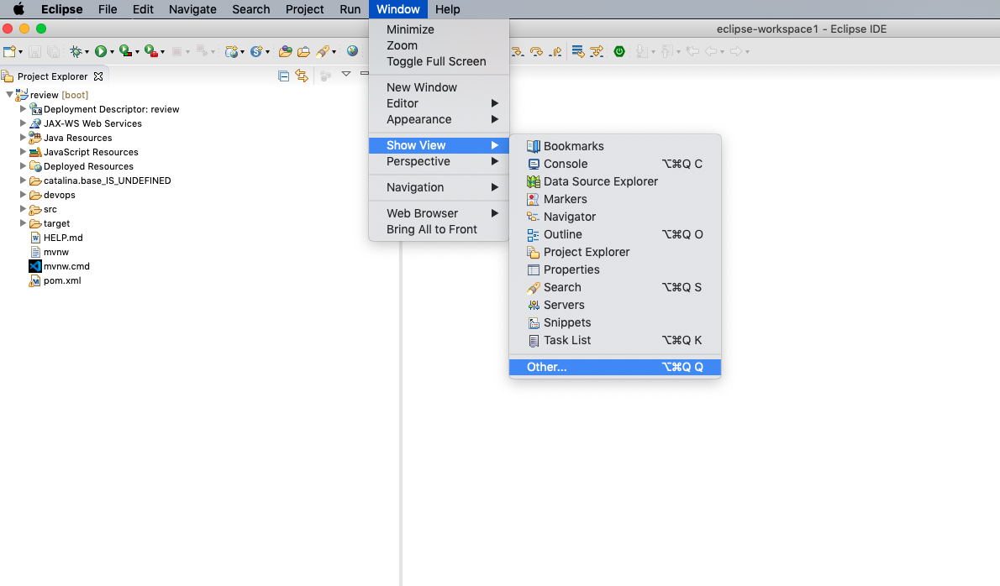 Eclipse File Edit Navigate Search Project Run Window Help
eclipse-workspace1 - Eclipse IDE
Project Explorer
review [boot]
Deployment Descriptor: review
JAX-WS Web Services
Java Resources
JavaScript Resources
Deployed Resources
catalina.base_IS_UNDEFINED
devops
src
target
HELP.md
mvnw
mvnw.cmd
pom.xml
Minimize
Zoom
Toggle Full Screen
New Window
Editor
Appearance
Show View
Perspective
Navigation
Web Browser
Bring All to Front
Bookmarks
Console ⌥⌘Q C
Data Source Explorer
Markers
Navigator
Outline ⌥⌘Q O
Project Explorer
Properties
Search ⌥⌘Q S
Servers
Snippets
Task List ⌥⌘Q K
Other... ⌥⌘Q Q